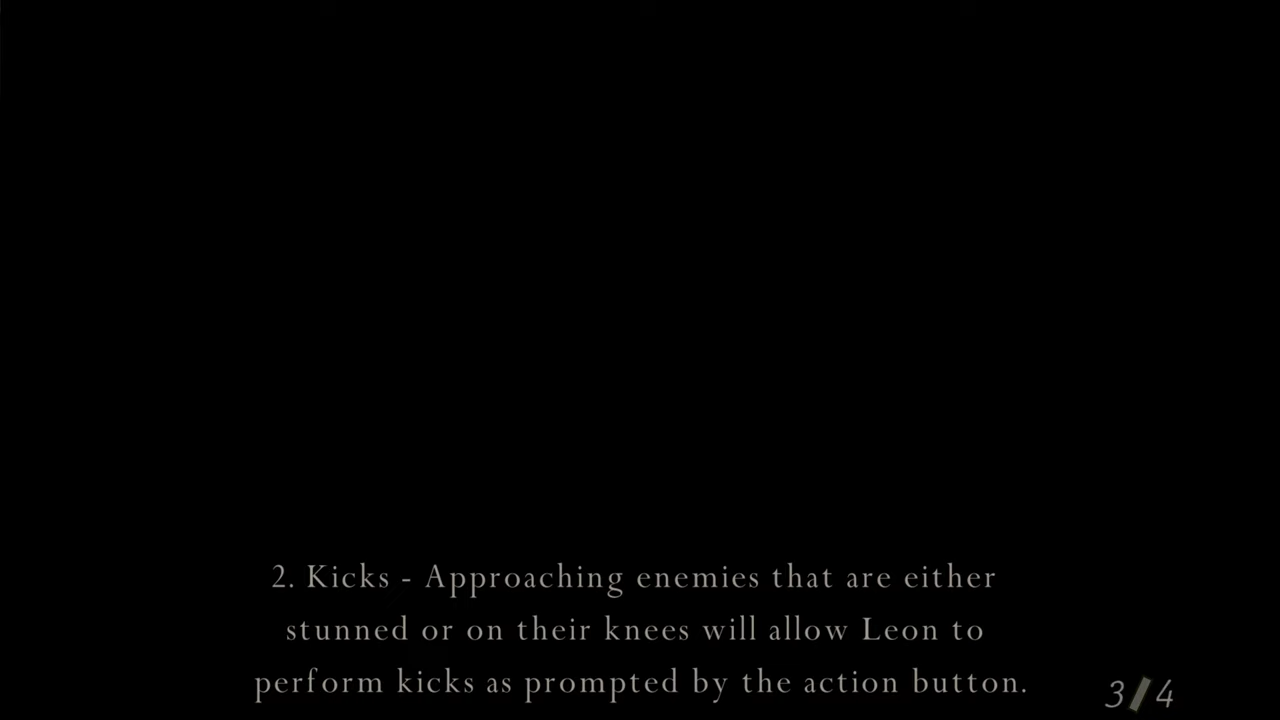 2. Kicks - Approaching enemies that are either
stunned or on their knees will allow Leon to
perform kicks as prompted by the action button.
3/4